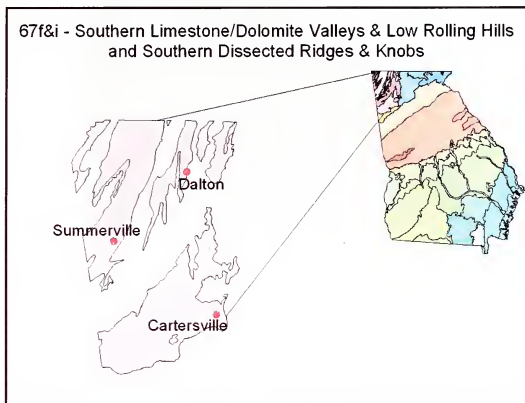 67f&i - Southern Limestone/Dolomite Valleys & Low Rolling Hills
and Southern Dissected Ridges & Knobs
Dalton
Summerville
Cartersville